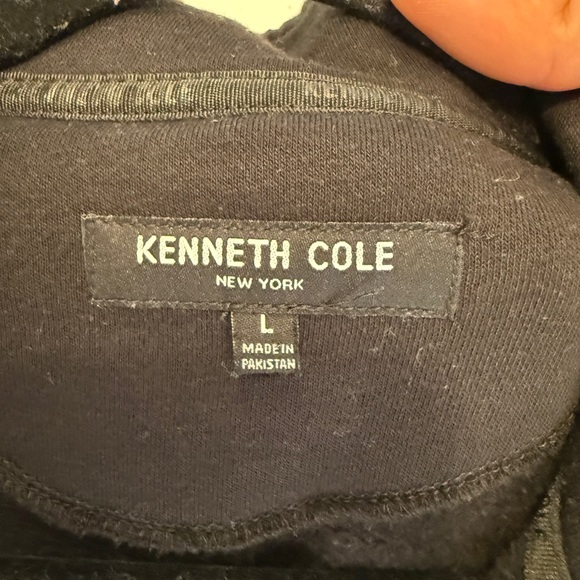 KENNETH COLE
NEW YORK
L
MADE IN
PAKISTAN